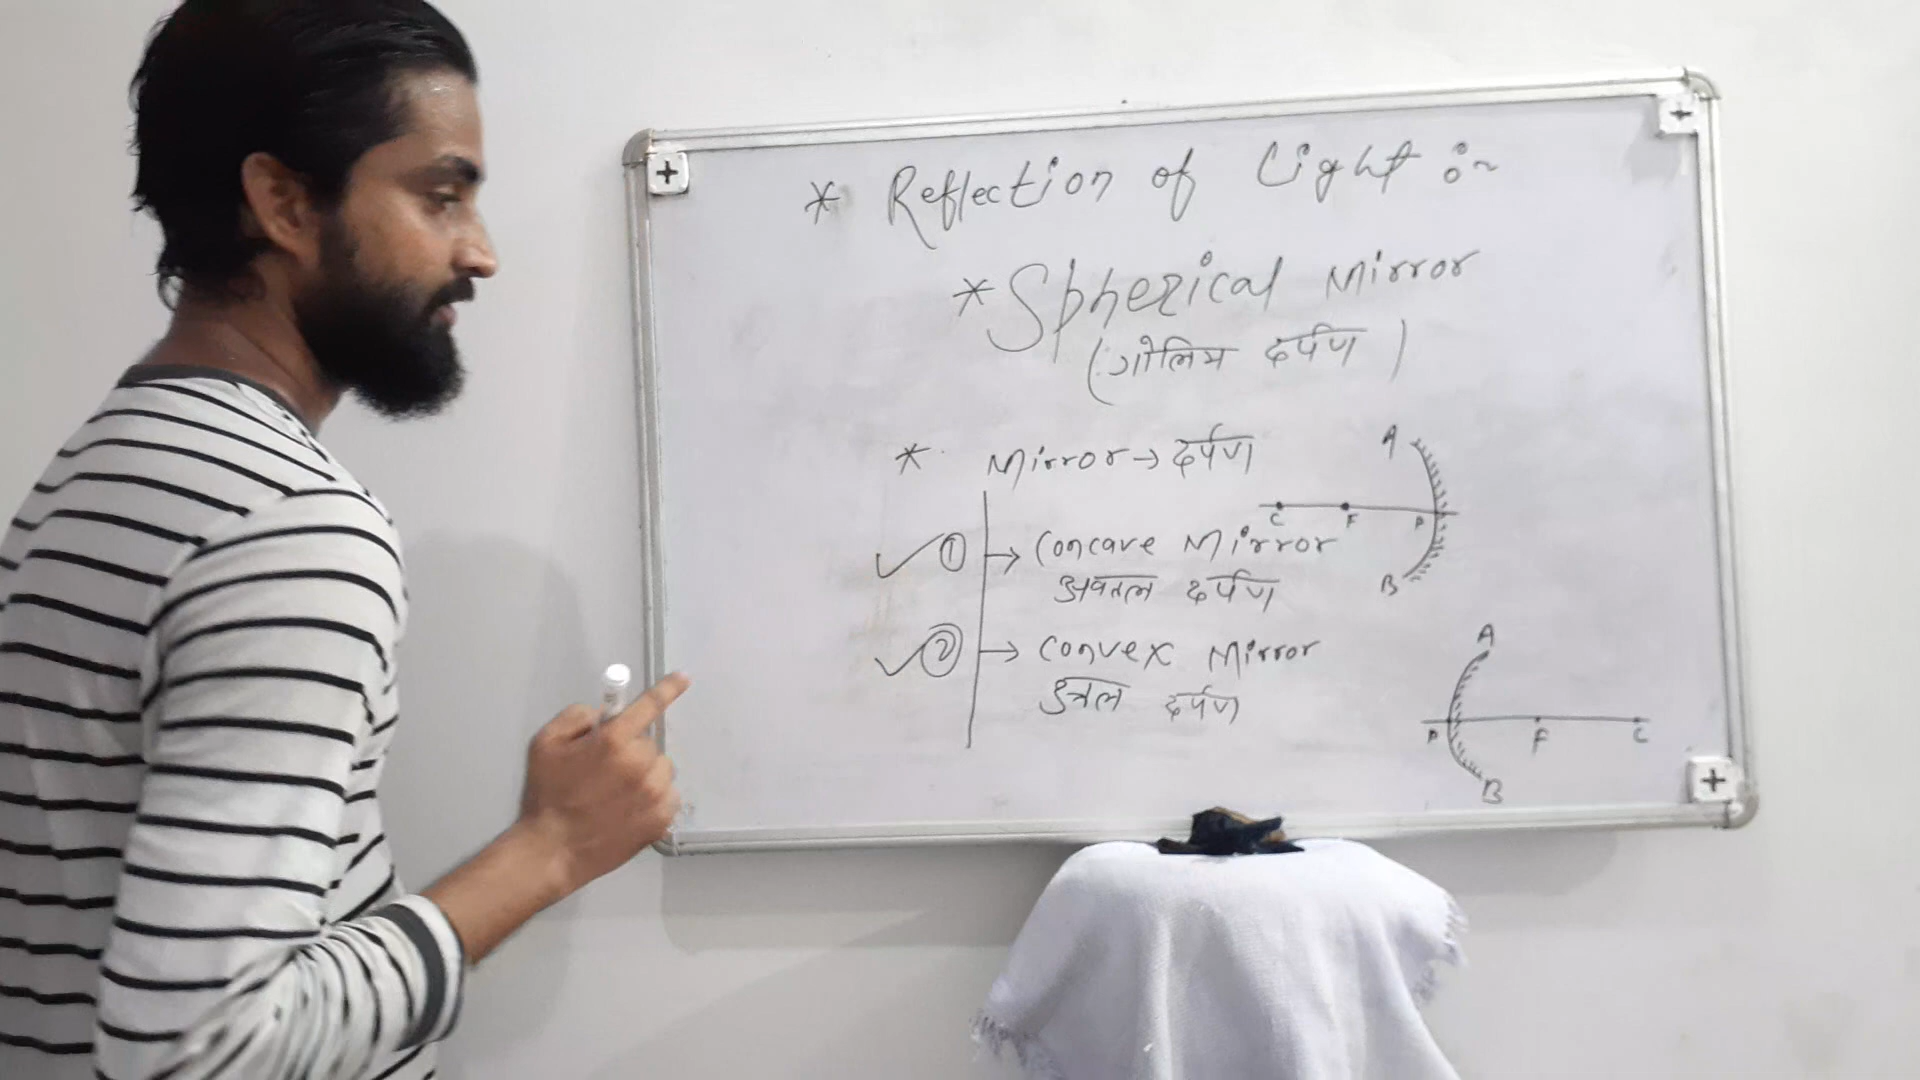 * Reflection of Light :~
* Spherical Mirror
(गोलिय दर्पण)
* Mirror → दर्पण
① → Concave Mirror
अवतल दर्पण
A
C F P
B
② → Convex Mirror
उत्तल दर्पण
A
P F C
B